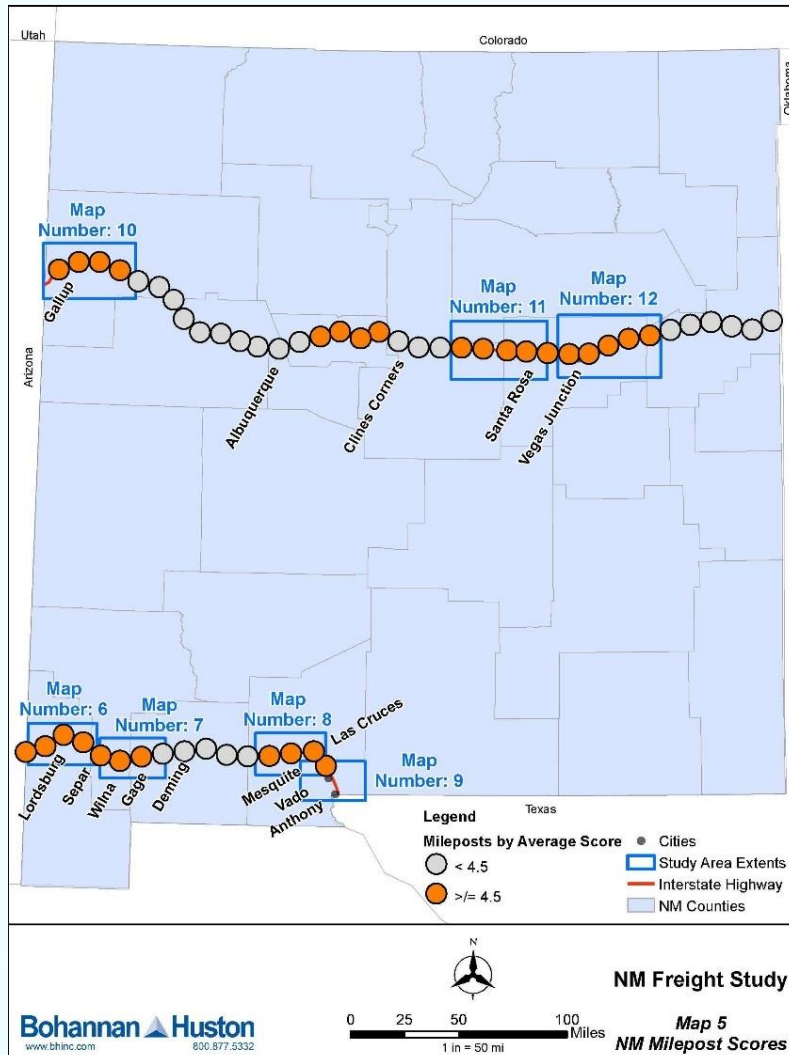 Utah
Colorado
Oklahoma
Map
Number: 10
Gallup
Arizona
Albuquerque
Clines Corners
Map
Number: 11
Santa Rosa
Map
Number: 12
Vegas Junction
Map
Number: 6
Lordsburg
Separ
Map
Number: 7
Wilna
Gage
Deming
Map
Number: 8
Las Cruces
Mesquite
Vado
Anthony
Map
Number: 9
Texas
Legend
Mileposts by Average Score
< 4.5
>/= 4.5
Cities
Study Area Extents
Interstate Highway
NM Counties
N
NM Freight Study
Map 5
NM Milepost Scores
0 25 50 100
Miles
1 in = 50 mi
Bohannan Huston
www.bhinc.com 800.877.5332